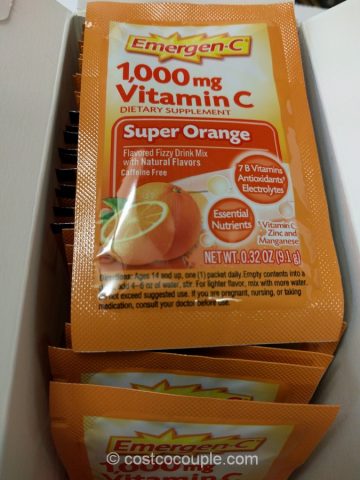 Emergen-C®
1,000 mg
Vitamin C
DIETARY SUPPLEMENT
Super Orange
Flavored Fizzy Drink Mix
with Natural Flavors
Caffeine Free
7 B Vitamins
Antioxidants†
Electrolytes
Essential
Nutrients
†Vitamin C,
Zinc and
Manganese
NET WT. 0.32 OZ (9.1 g)
Directions: Ages 14 and up, one (1) packet daily. Empty contents into a
add 4–6 oz of water, stir. For lighter flavor, mix with more water.
not exceed suggested use. If you are pregnant, nursing, or taking
medication, consult your doctor before use.
Emergen-C®
1,000 mg
Vitamin C
© costcocouple.com